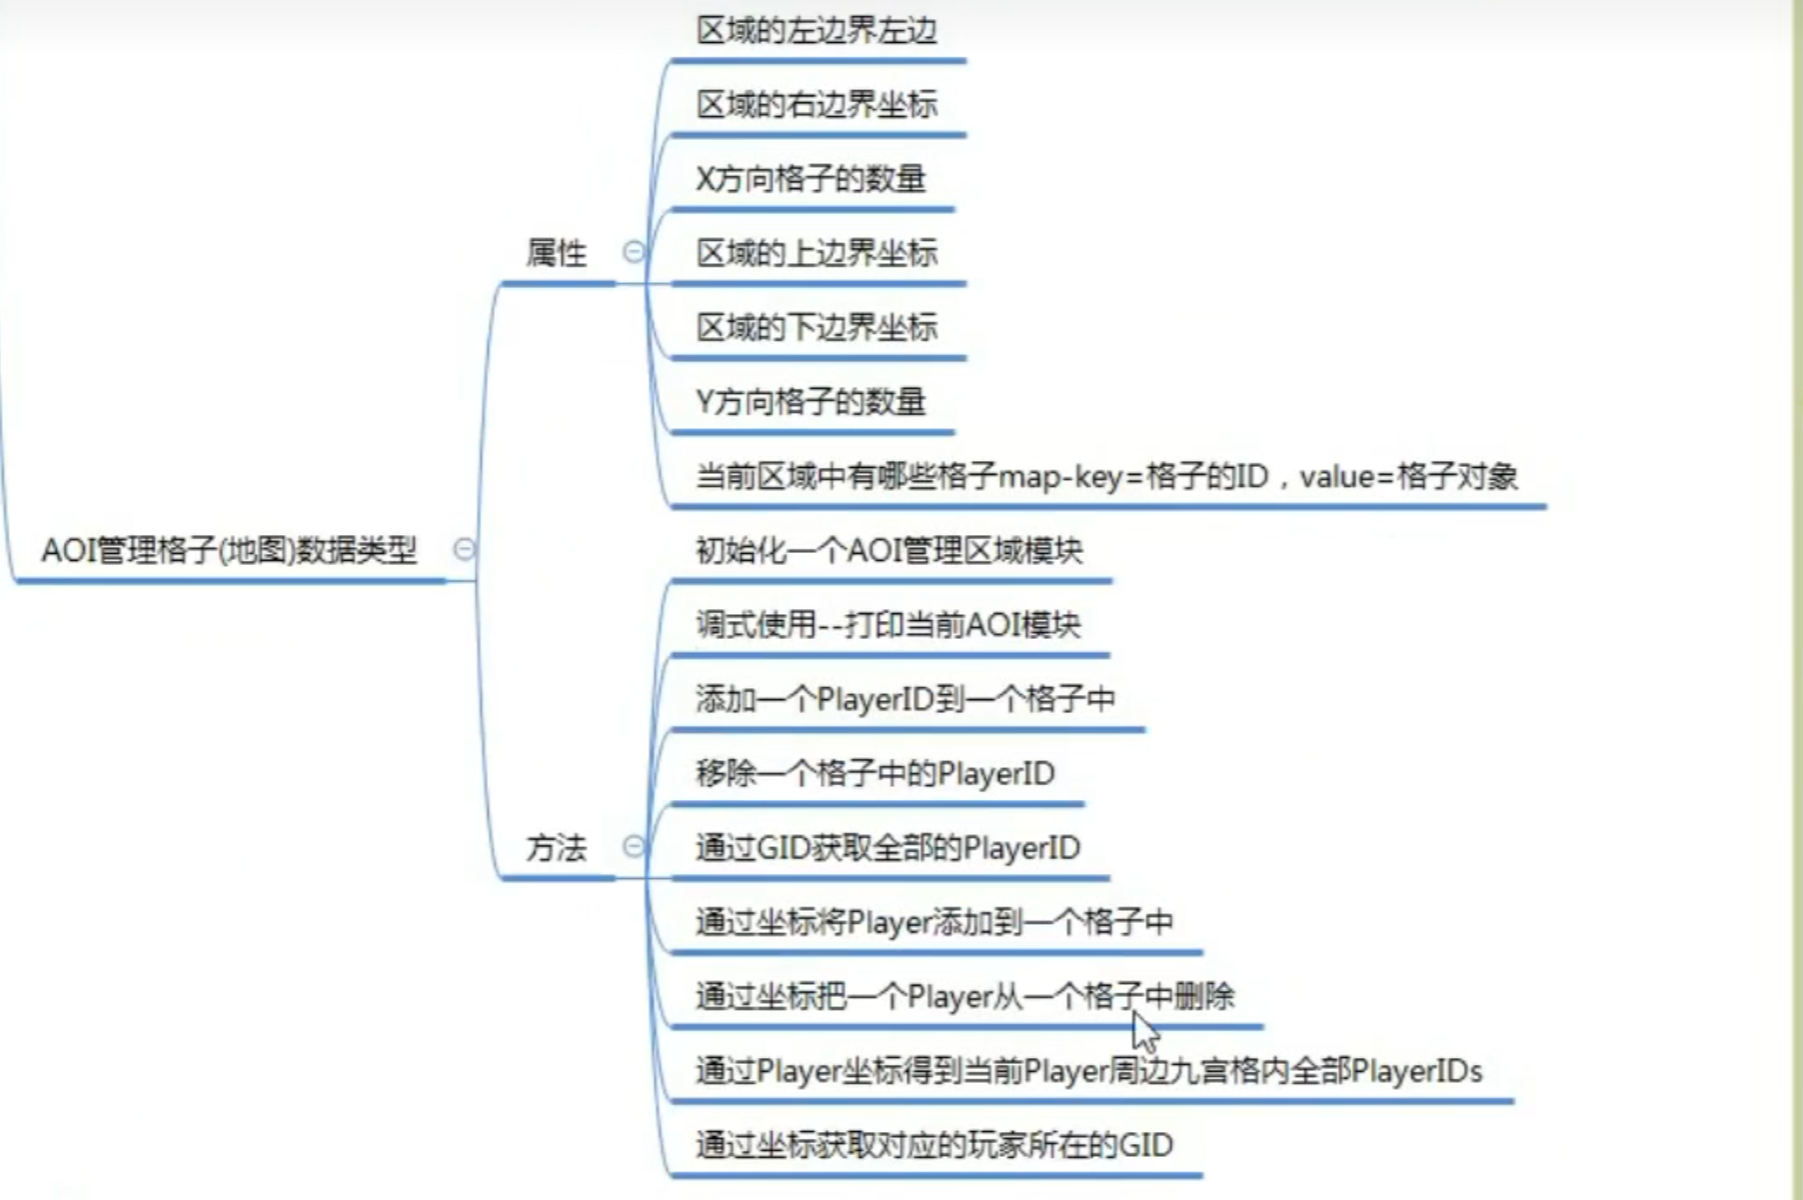 区域的左边界左边
区域的右边界坐标
X方向格子的数量
属性
区域的上边界坐标
区域的下边界坐标
Y方向格子的数量
当前区域中有哪些格子map-key=格子的ID，value=格子对象
AOI管理格子(地图)数据类型
初始化一个AOI管理区域模块
调式使用--打印当前AOI模块
添加一个PlayerID到一个格子中
移除一个格子中的PlayerID
方法
通过GID获取全部的PlayerID
通过坐标将Player添加到一个格子中
通过坐标把一个Player从一个格子中删除
通过Player坐标得到当前Player周边九宫格内全部PlayerIDs
通过坐标获取对应的玩家所在的GID